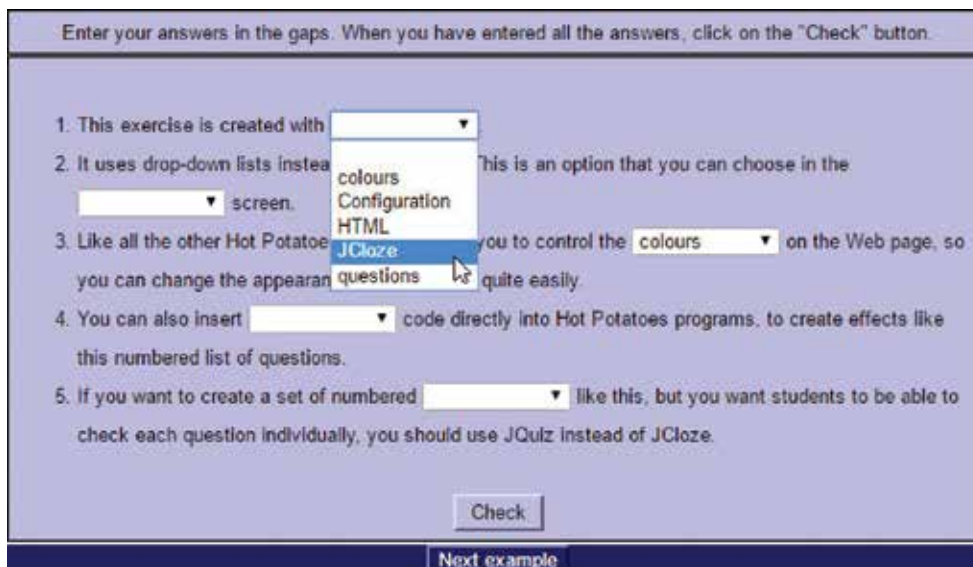 Enter your answers in the gaps. When you have entered all the answers, click on the "Check" button.
1. This exercise is created with
2. It uses drop-down lists instea This is an option that you can choose in the
colours
Configuration
screen.
HTML
3. Like all the other Hot Potatoe you to control the colours on the Web page, so
JCloze
you can change the appearan questions quite easily.
4. You can also insert code directly into Hot Potatoes programs, to create effects like
this numbered list of questions.
5. If you want to create a set of numbered like this, but you want students to be able to
check each question individually, you should use JQuiz instead of JCloze.
Check
Next example